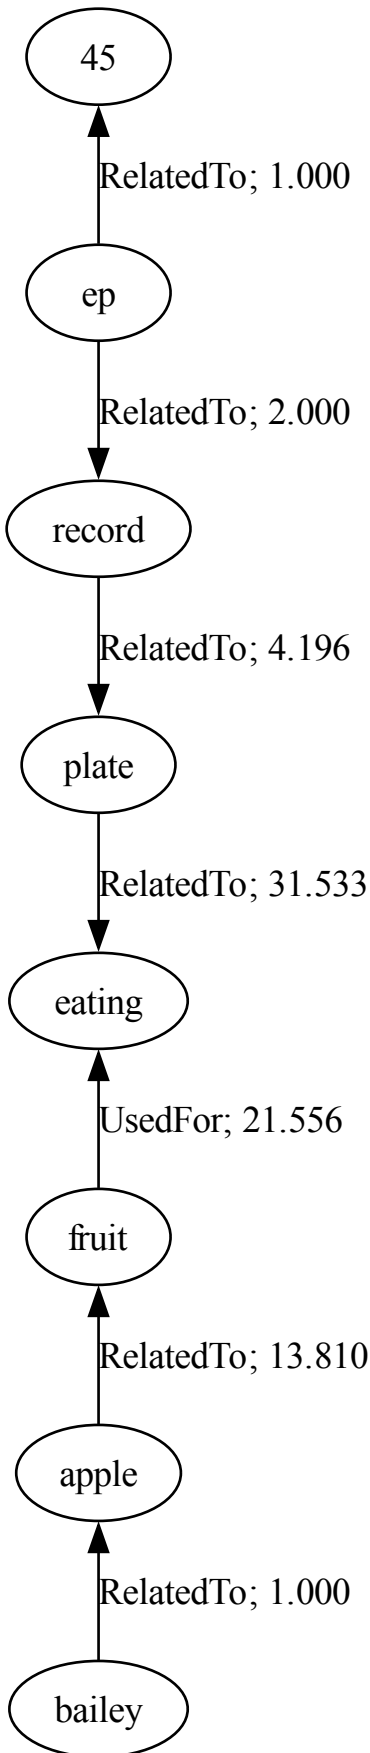 45
RelatedTo; 1.000
ep
RelatedTo; 2.000
record
RelatedTo; 4.196
plate
RelatedTo; 31.533
eating
UsedFor; 21.556
fruit
RelatedTo; 13.810
apple
RelatedTo; 1.000
bailey